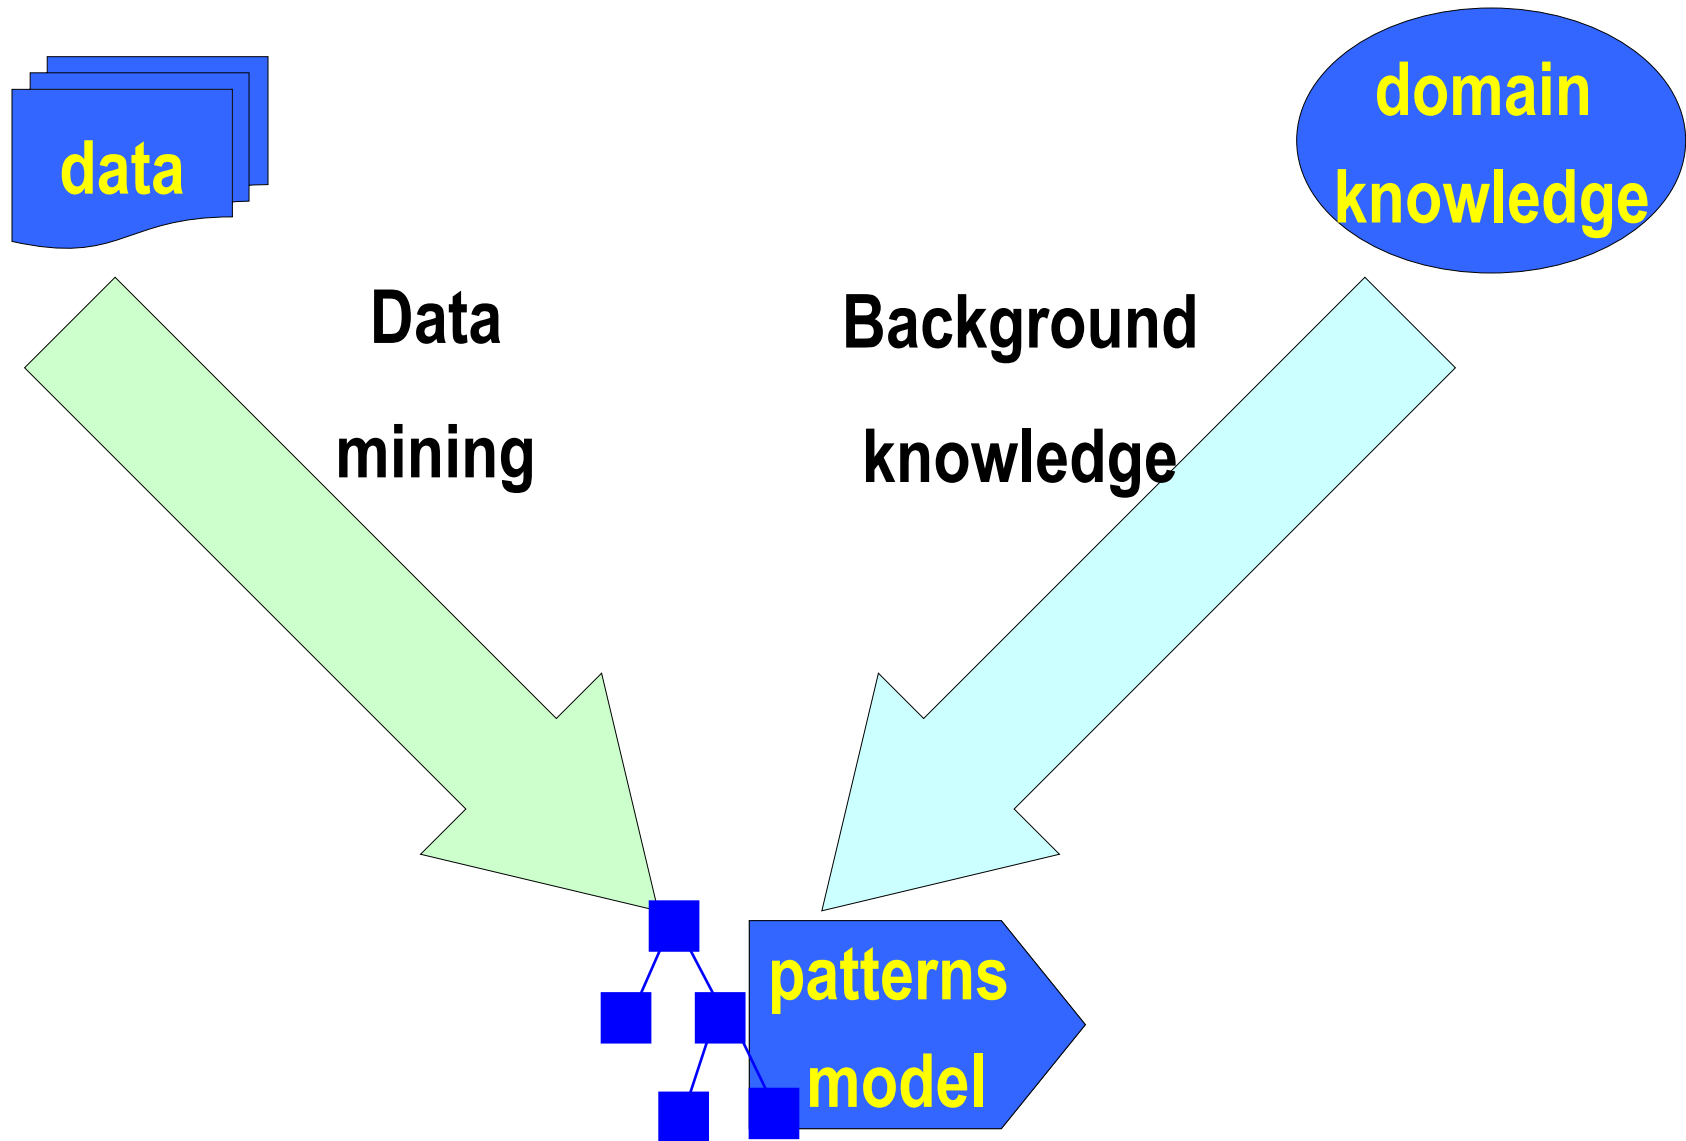 data
domain
knowledge
Data
mining
Background
knowledge
patterns
model